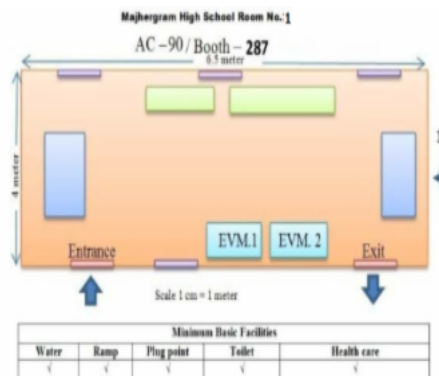 Majhergram High School Room No.:1
AC –90 / Booth – 287
6.5 meter
4 meter
EVM.1 EVM. 2
Entrance Exit
Scale 1 cm = 1 meter
Minimum Basic Facilities
Water Ramp Plug point Toilet Health care
√ √ √ √ √